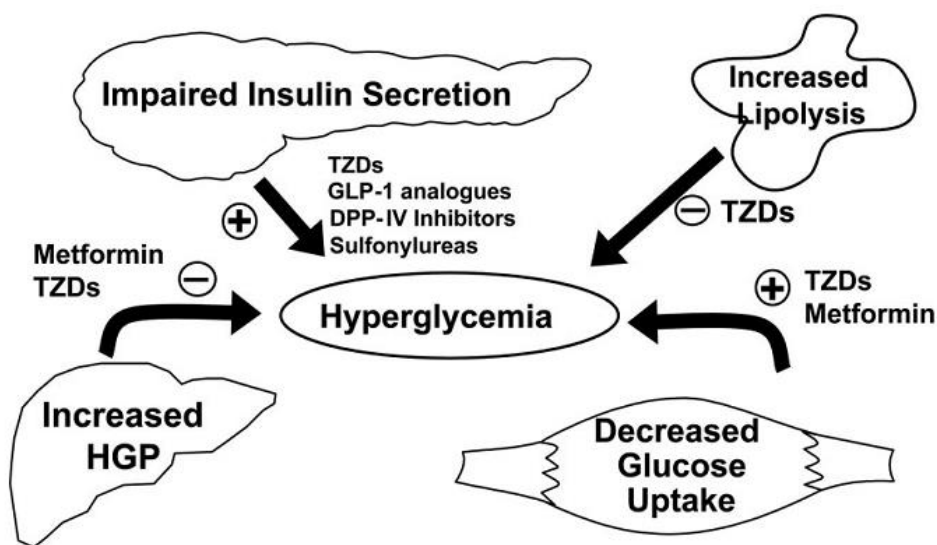 Impaired Insulin Secretion
Increased
Lipolysis
TZDs
GLP-1 analogues
DPP-IV Inhibitors
Sulfonylureas
+
− TZDs
Metformin
TZDs
−
+
TZDs
Metformin
Hyperglycemia
Increased
HGP
Decreased
Glucose
Uptake